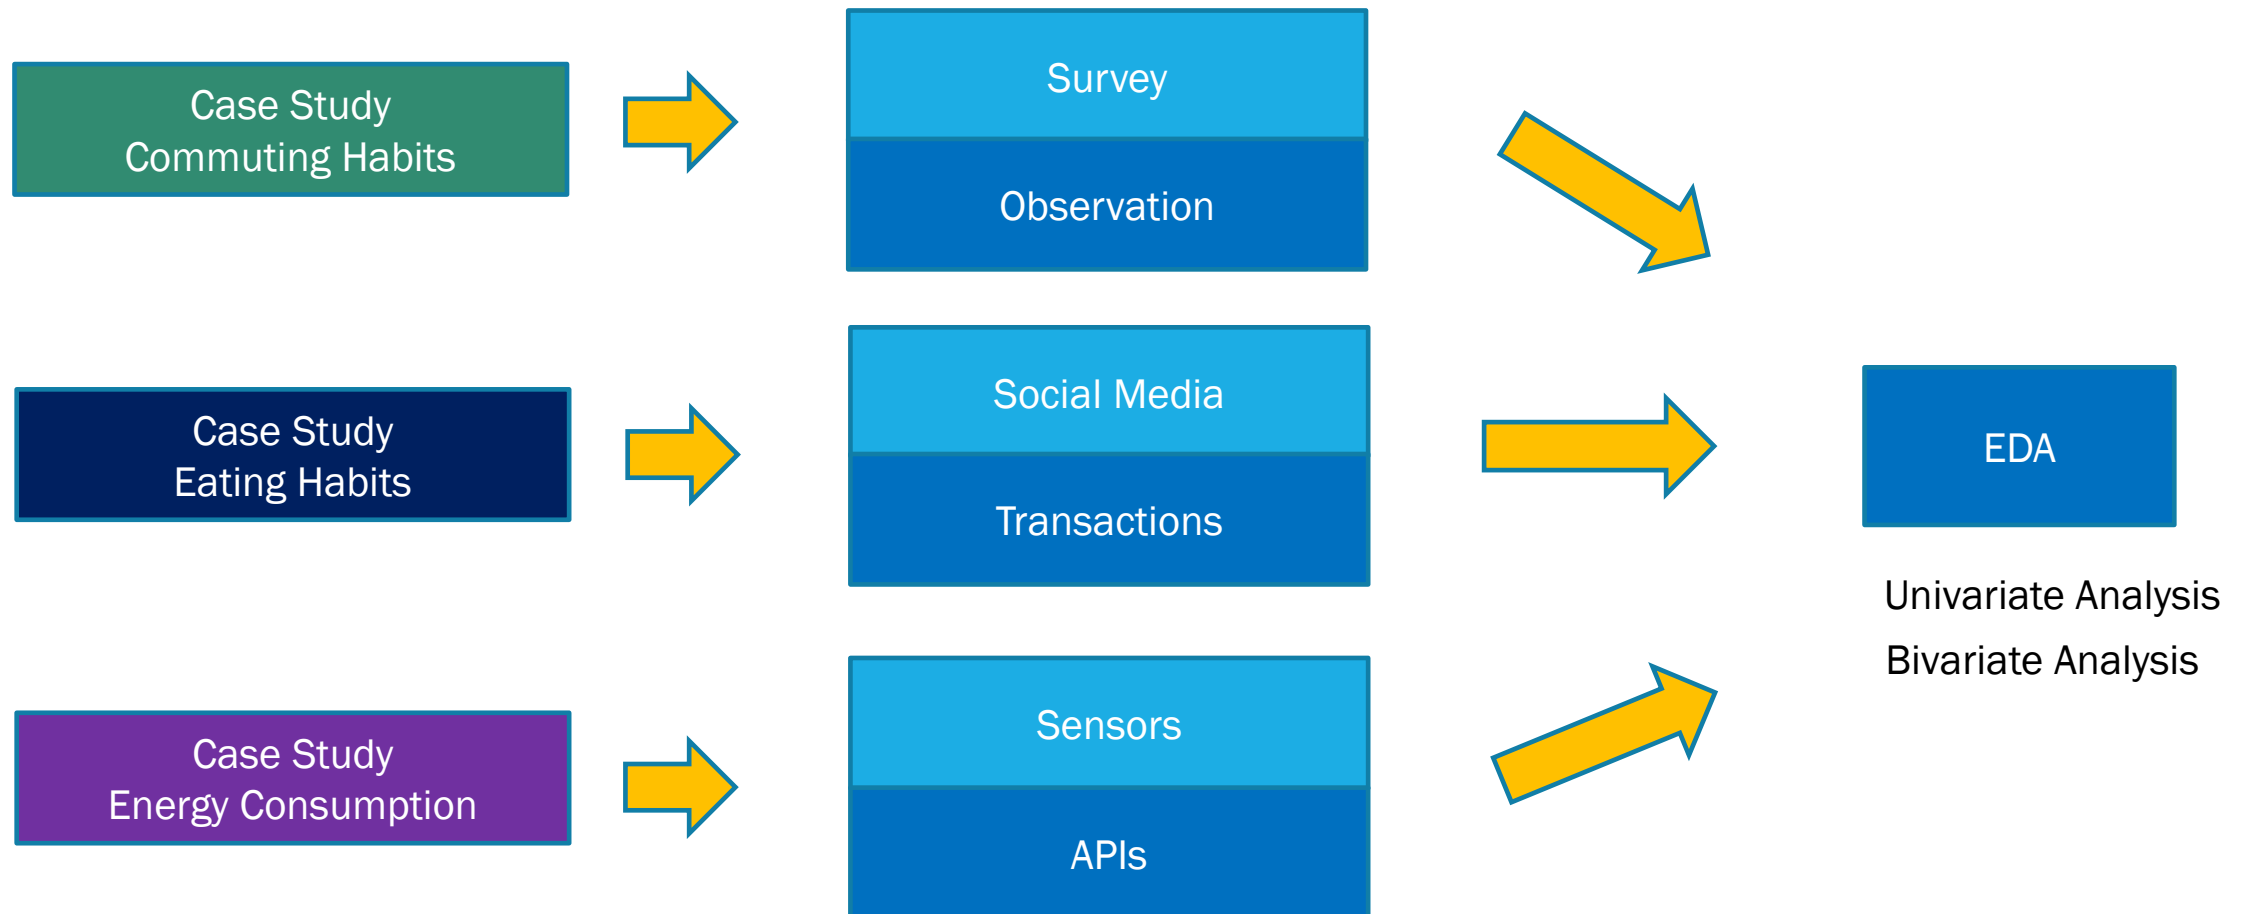 Case Study
Commuting Habits
Survey
Observation
Case Study
Eating Habits
Social Media
Transactions
Case Study
Energy Consumption
Sensors
APIs
EDA
Univariate Analysis
Bivariate Analysis